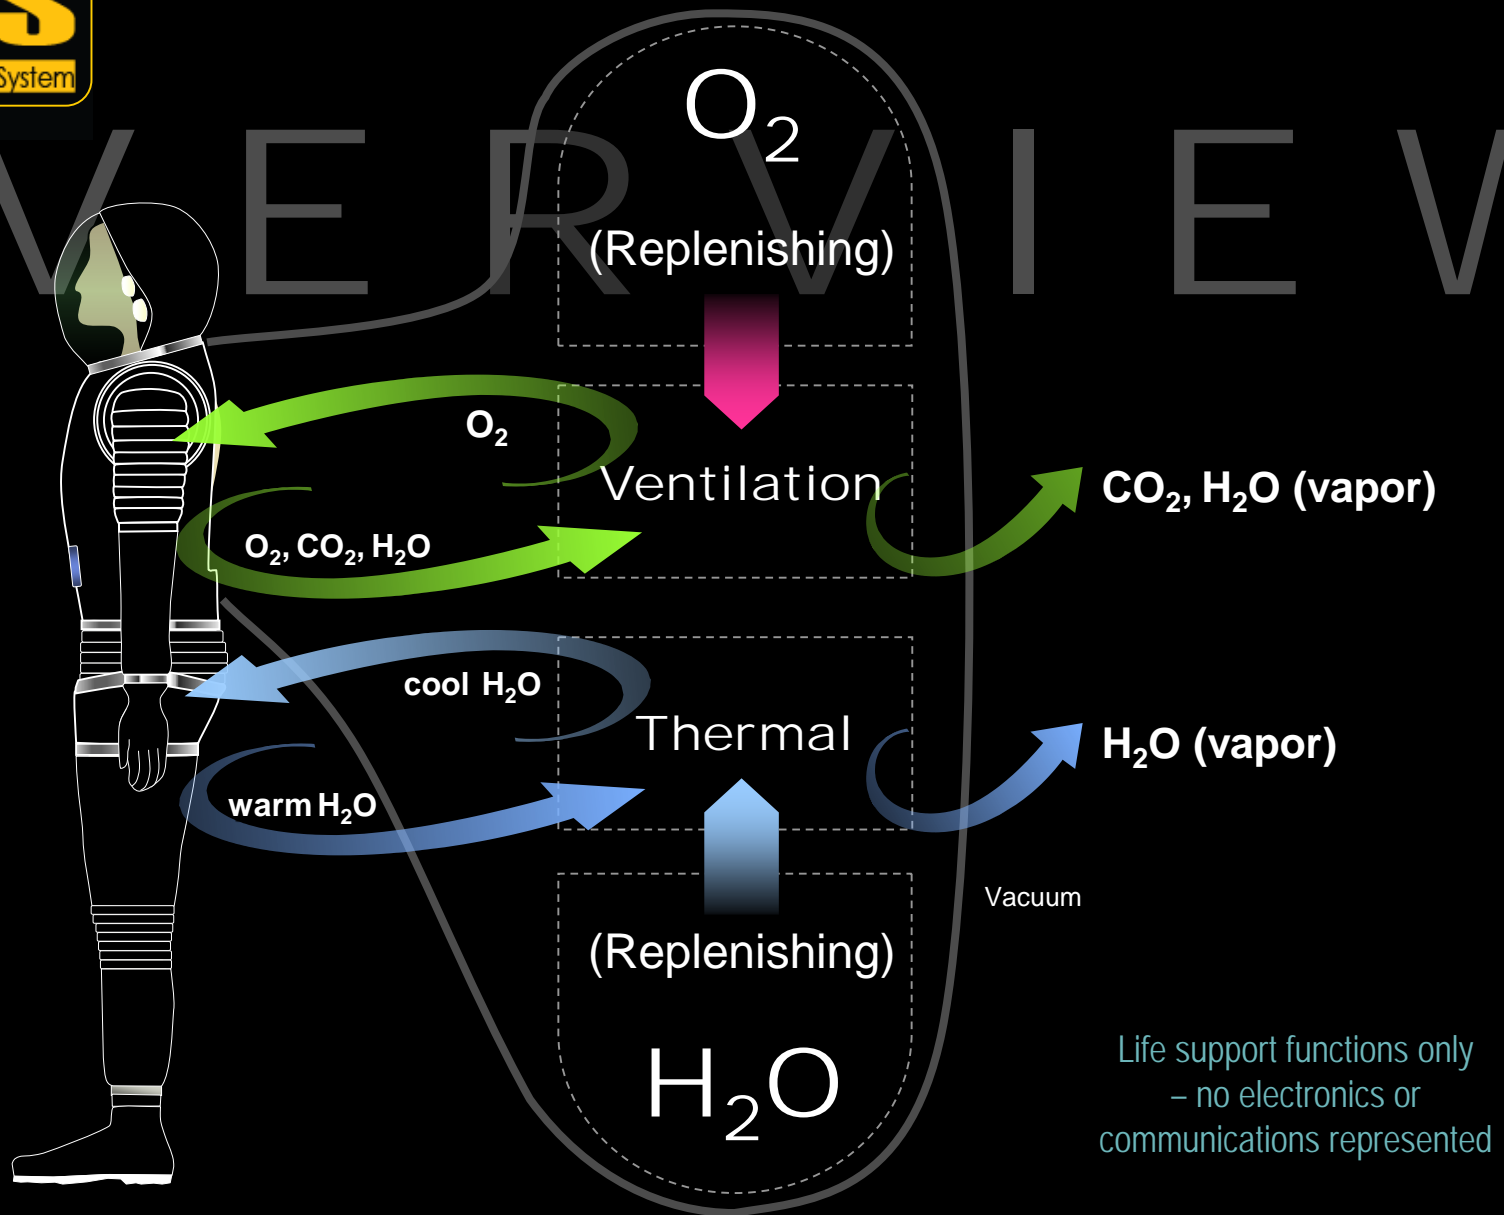 S
System
VERVIEW
O₂
(Replenishing)
O₂
Ventilation
CO₂, H₂O (vapor)
O₂, CO₂, H₂O
cool H₂O
Thermal
H₂O (vapor)
warm H₂O
Vacuum
(Replenishing)
H₂O
Life support functions only
– no electronics or
communications represented